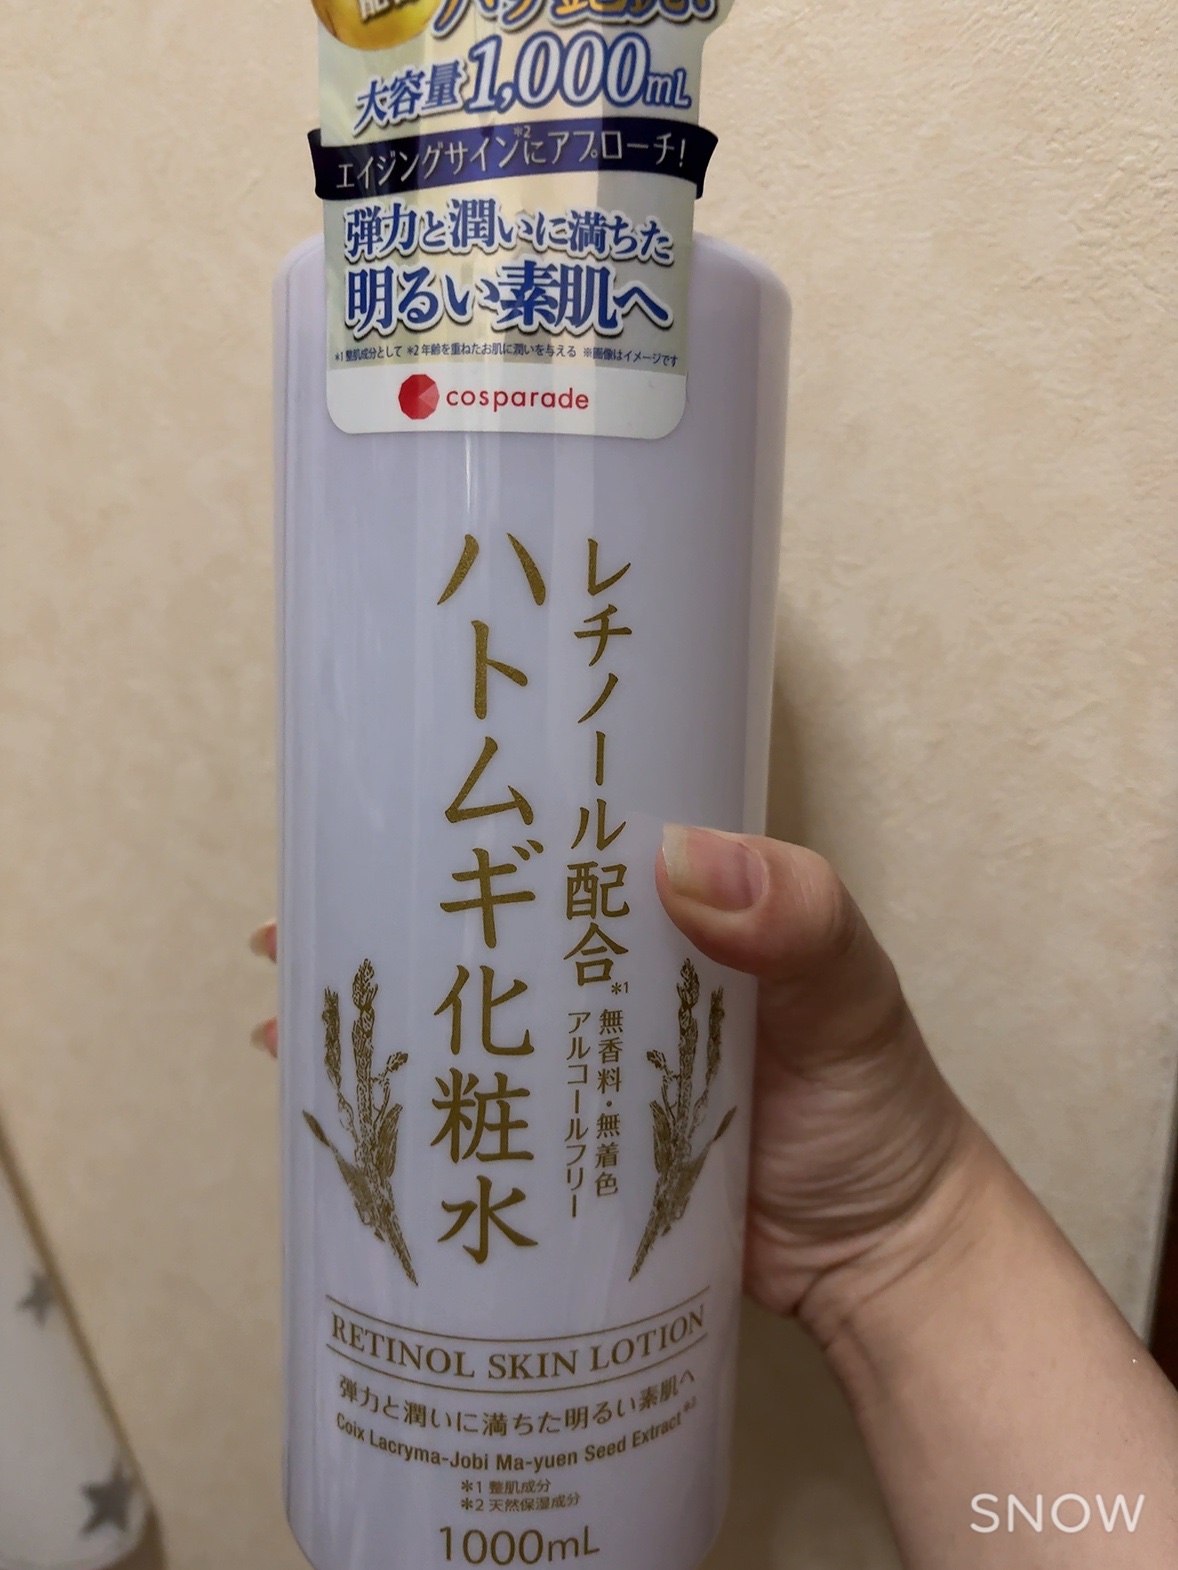 大容量1,000mL
エイジングサイン*2にアプローチ!
弾力と潤いに満ちた
明るい素肌へ
*1 整肌成分として *2 年齢を重ねたお肌に潤いを与える ※画像はイメージです
cosparade
レチノール配合*1
無香料・無着色
アルコールフリー
ハトムギ化粧水
RETINOL SKIN LOTION
弾力と潤いに満ちた明るい素肌へ
Coix Lacryma-Jobi Ma-yuen Seed Extract*2
*1 整肌成分
*2 天然保湿成分
1000mL
SNOW